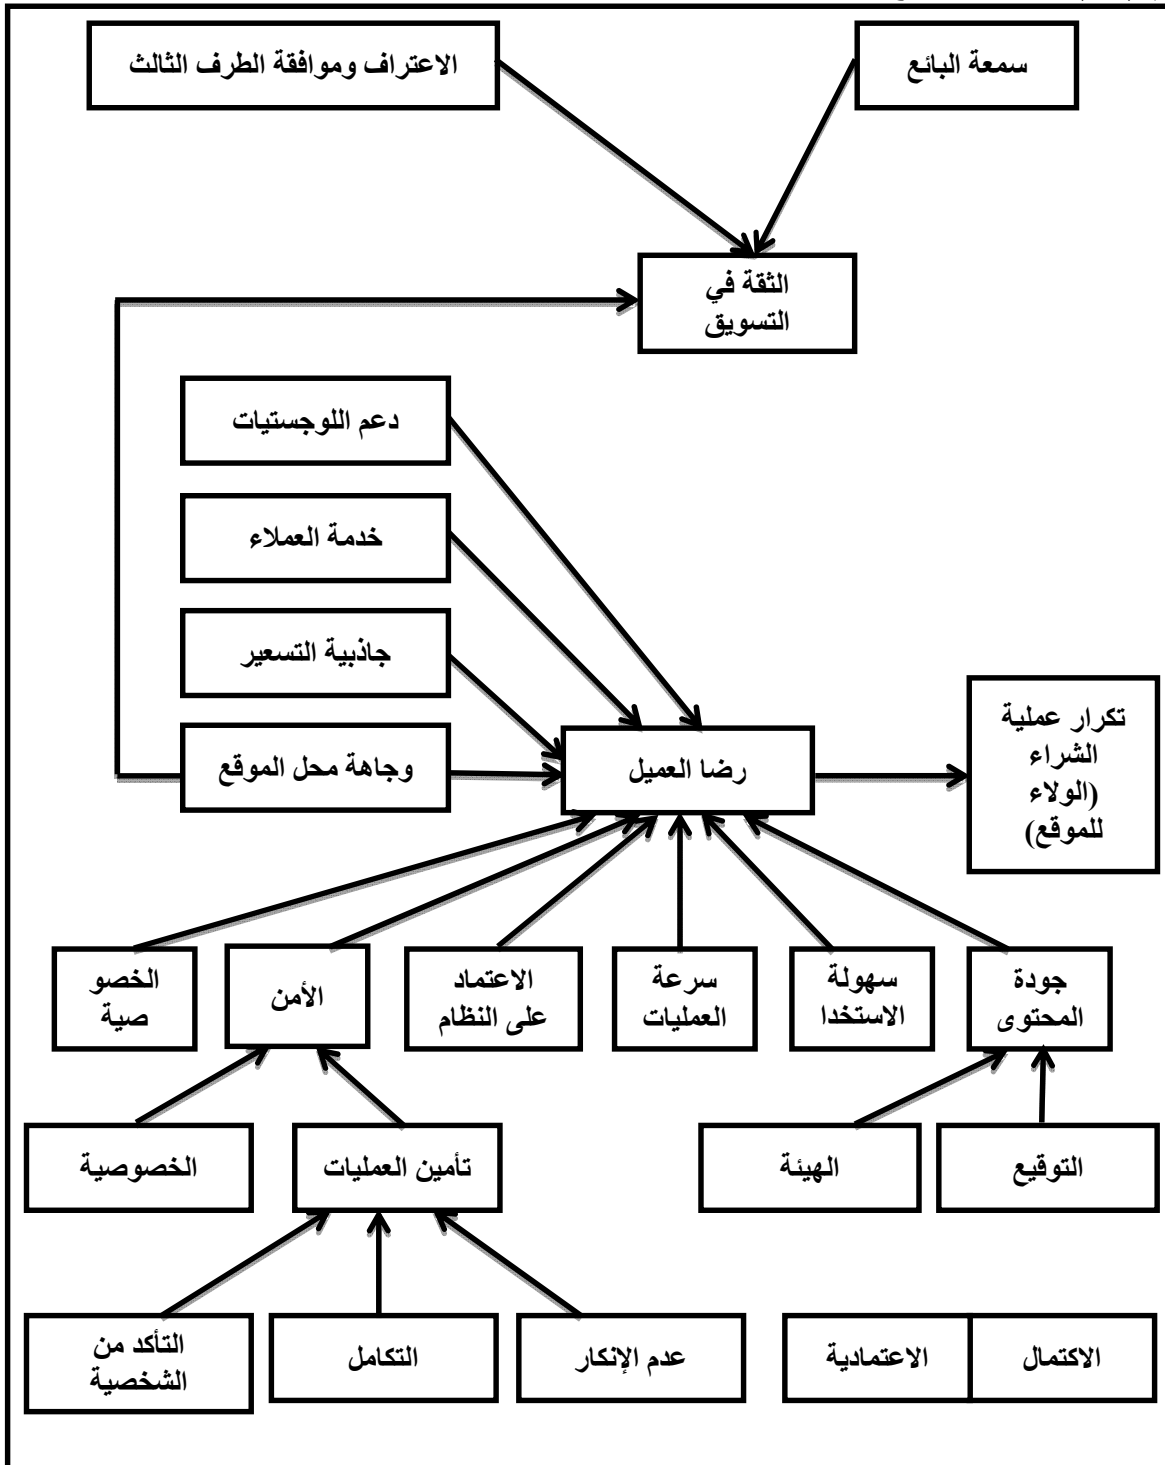 سمعة البائع
الاعتراف وموافقة الطرف الثالث
الثقة في
التسويق
دعم اللوجستيات
خدمة العملاء
جاذبية التسعير
وجاهة محل الموقع
رضا العميل
تكرار عملية
الشراء
(الولاء
للموقع)
جودة
المحتوى
سهولة
الاستخدا
سرعة
العمليات
الاعتماد
على النظام
الأمن
الخصو
صية
التوقيع
الهيئة
تأمين العمليات
الخصوصية
الاكتمال
الاعتمادية
عدم الإنكار
التكامل
التأكد من
الشخصية